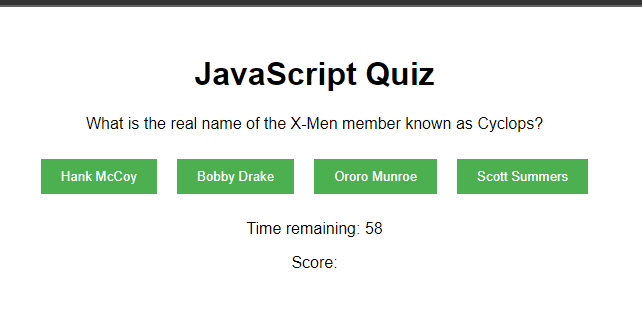 JavaScript Quiz
What is the real name of the X-Men member known as Cyclops?
Hank McCoy Bobby Drake Ororo Munroe Scott Summers
Time remaining: 58
Score: